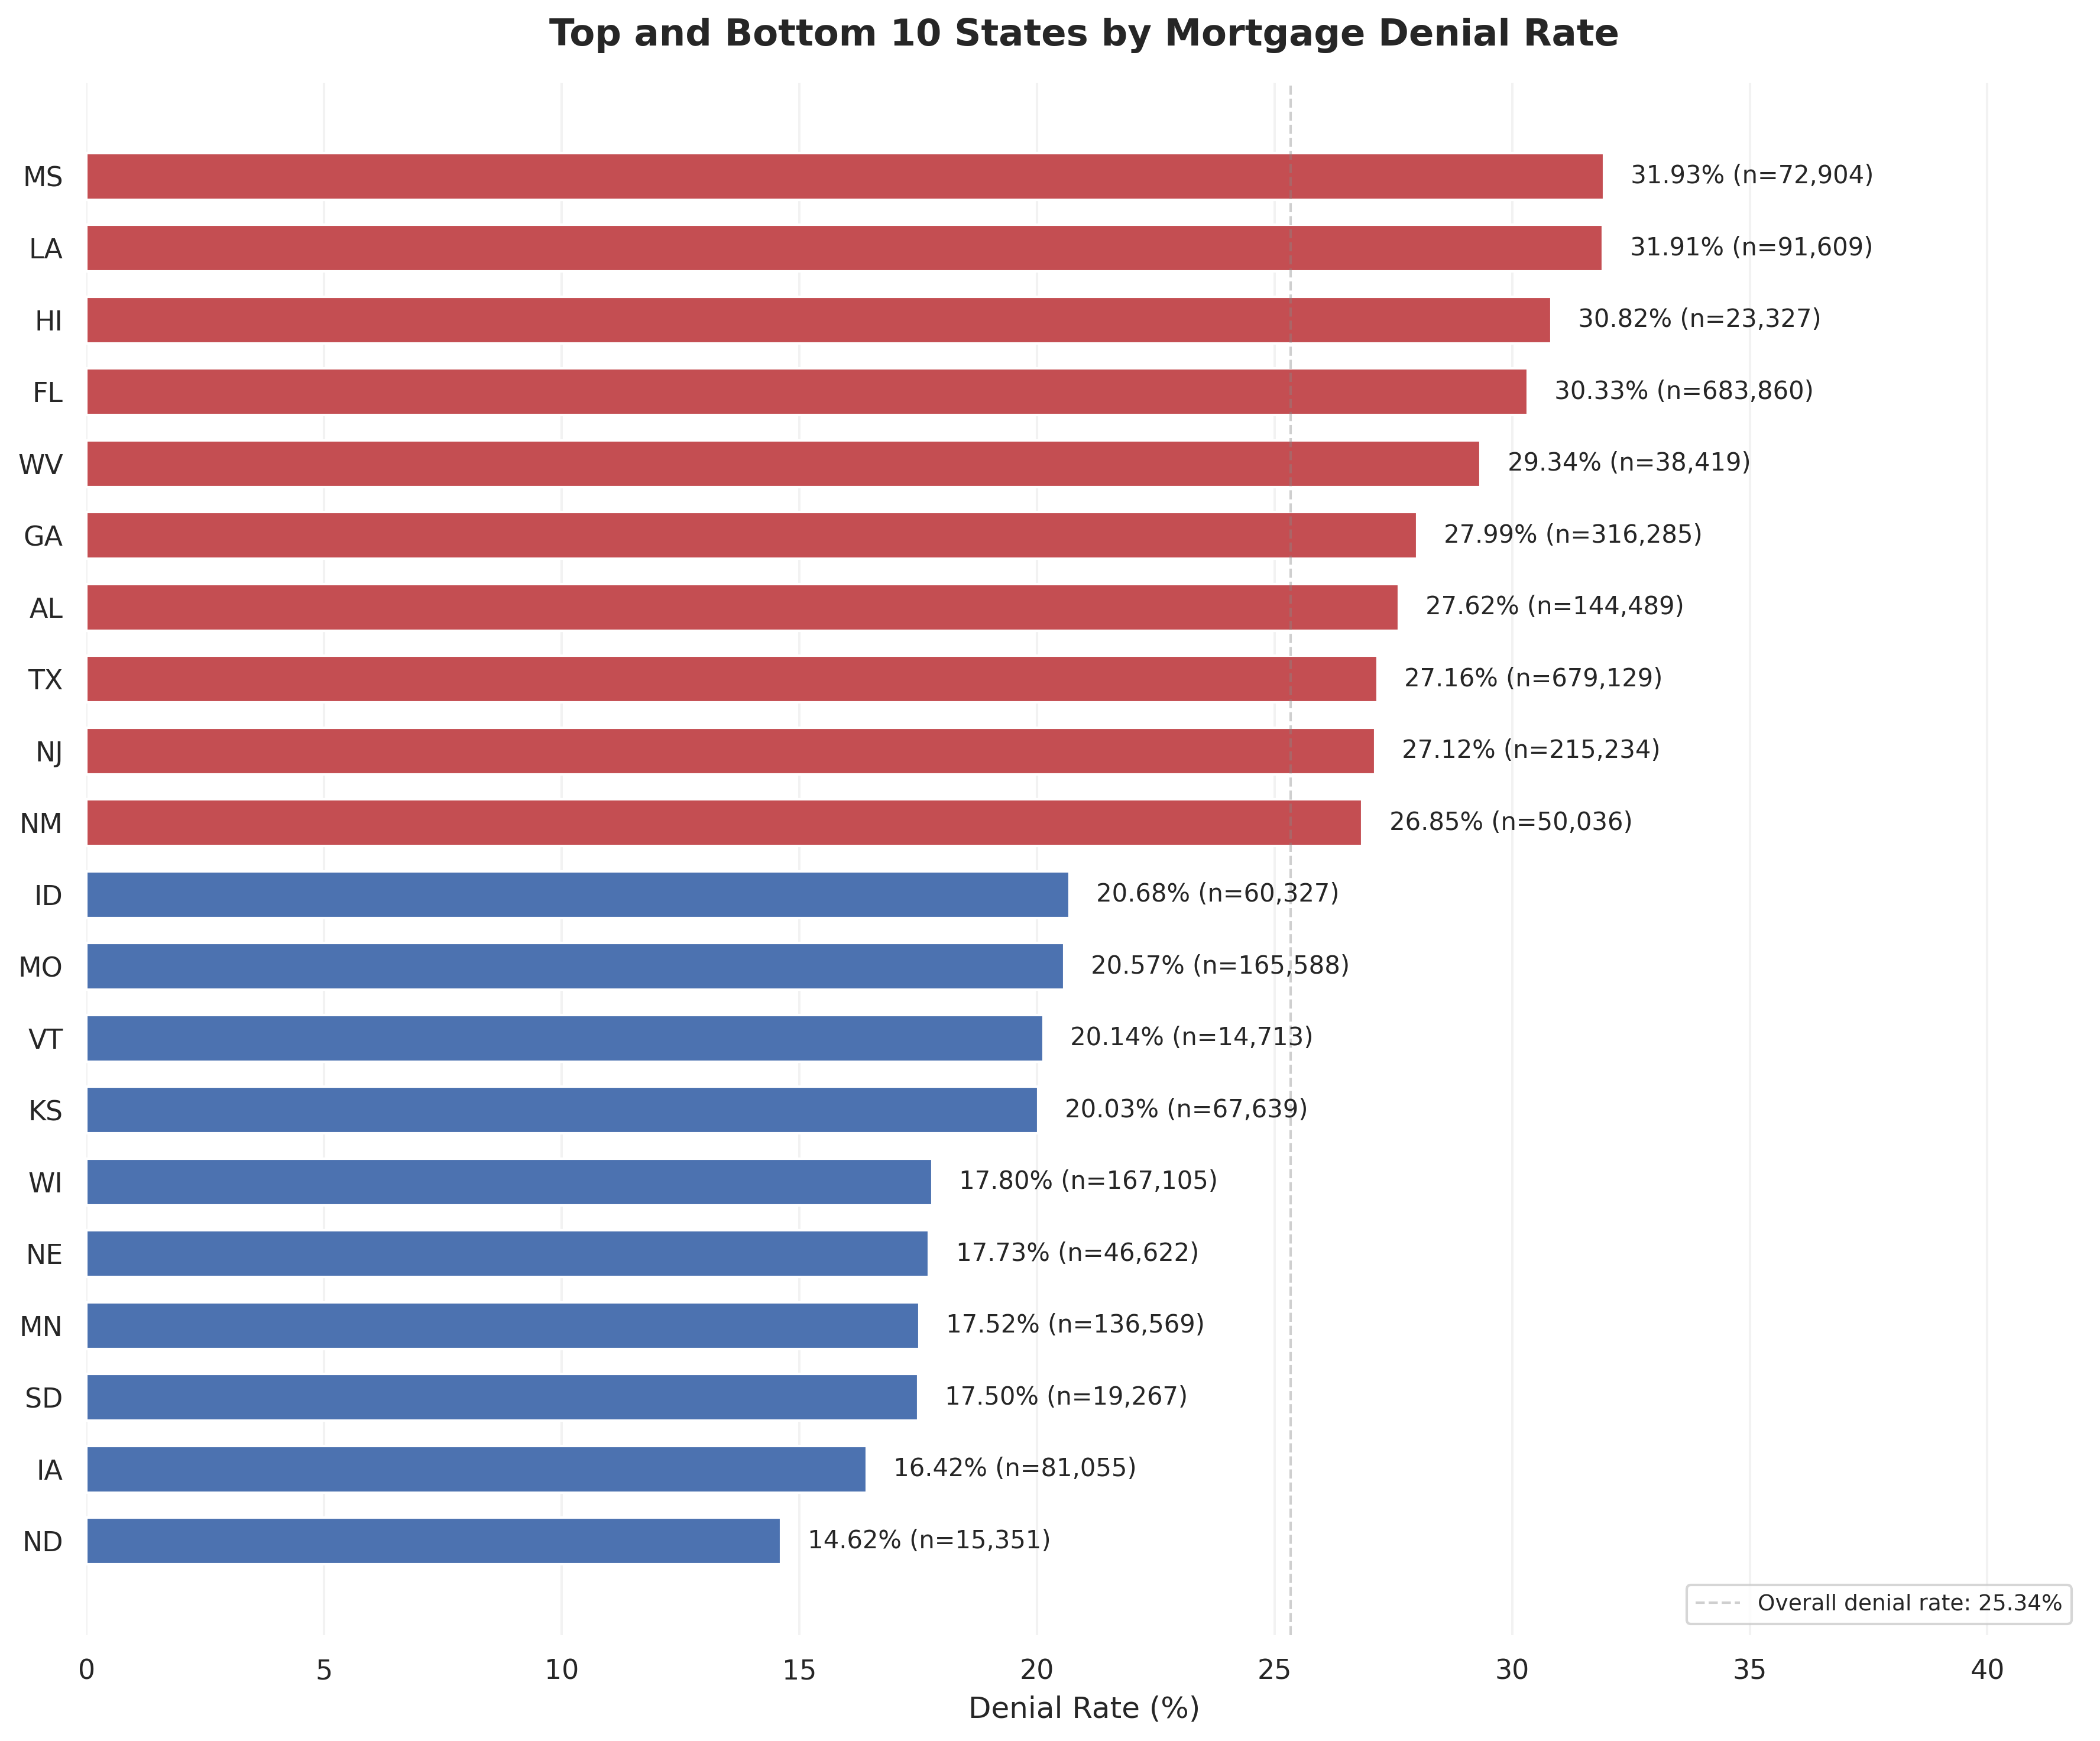 Top and Bottom 10 States by Mortgage Denial Rate
MS 31.93% (n=72,904)
LA 31.91% (n=91,609)
HI 30.82% (n=23,327)
FL 30.33% (n=683,860)
WV 29.34% (n=38,419)
GA 27.99% (n=316,285)
AL 27.62% (n=144,489)
TX 27.16% (n=679,129)
NJ 27.12% (n=215,234)
NM 26.85% (n=50,036)
ID 20.68% (n=60,327)
MO 20.57% (n=165,588)
VT 20.14% (n=14,713)
KS 20.03% (n=67,639)
WI 17.80% (n=167,105)
NE 17.73% (n=46,622)
MN 17.52% (n=136,569)
SD 17.50% (n=19,267)
IA 16.42% (n=81,055)
ND 14.62% (n=15,351)
Overall denial rate: 25.34%
0 5 10 15 20 25 30 35 40
Denial Rate (%)